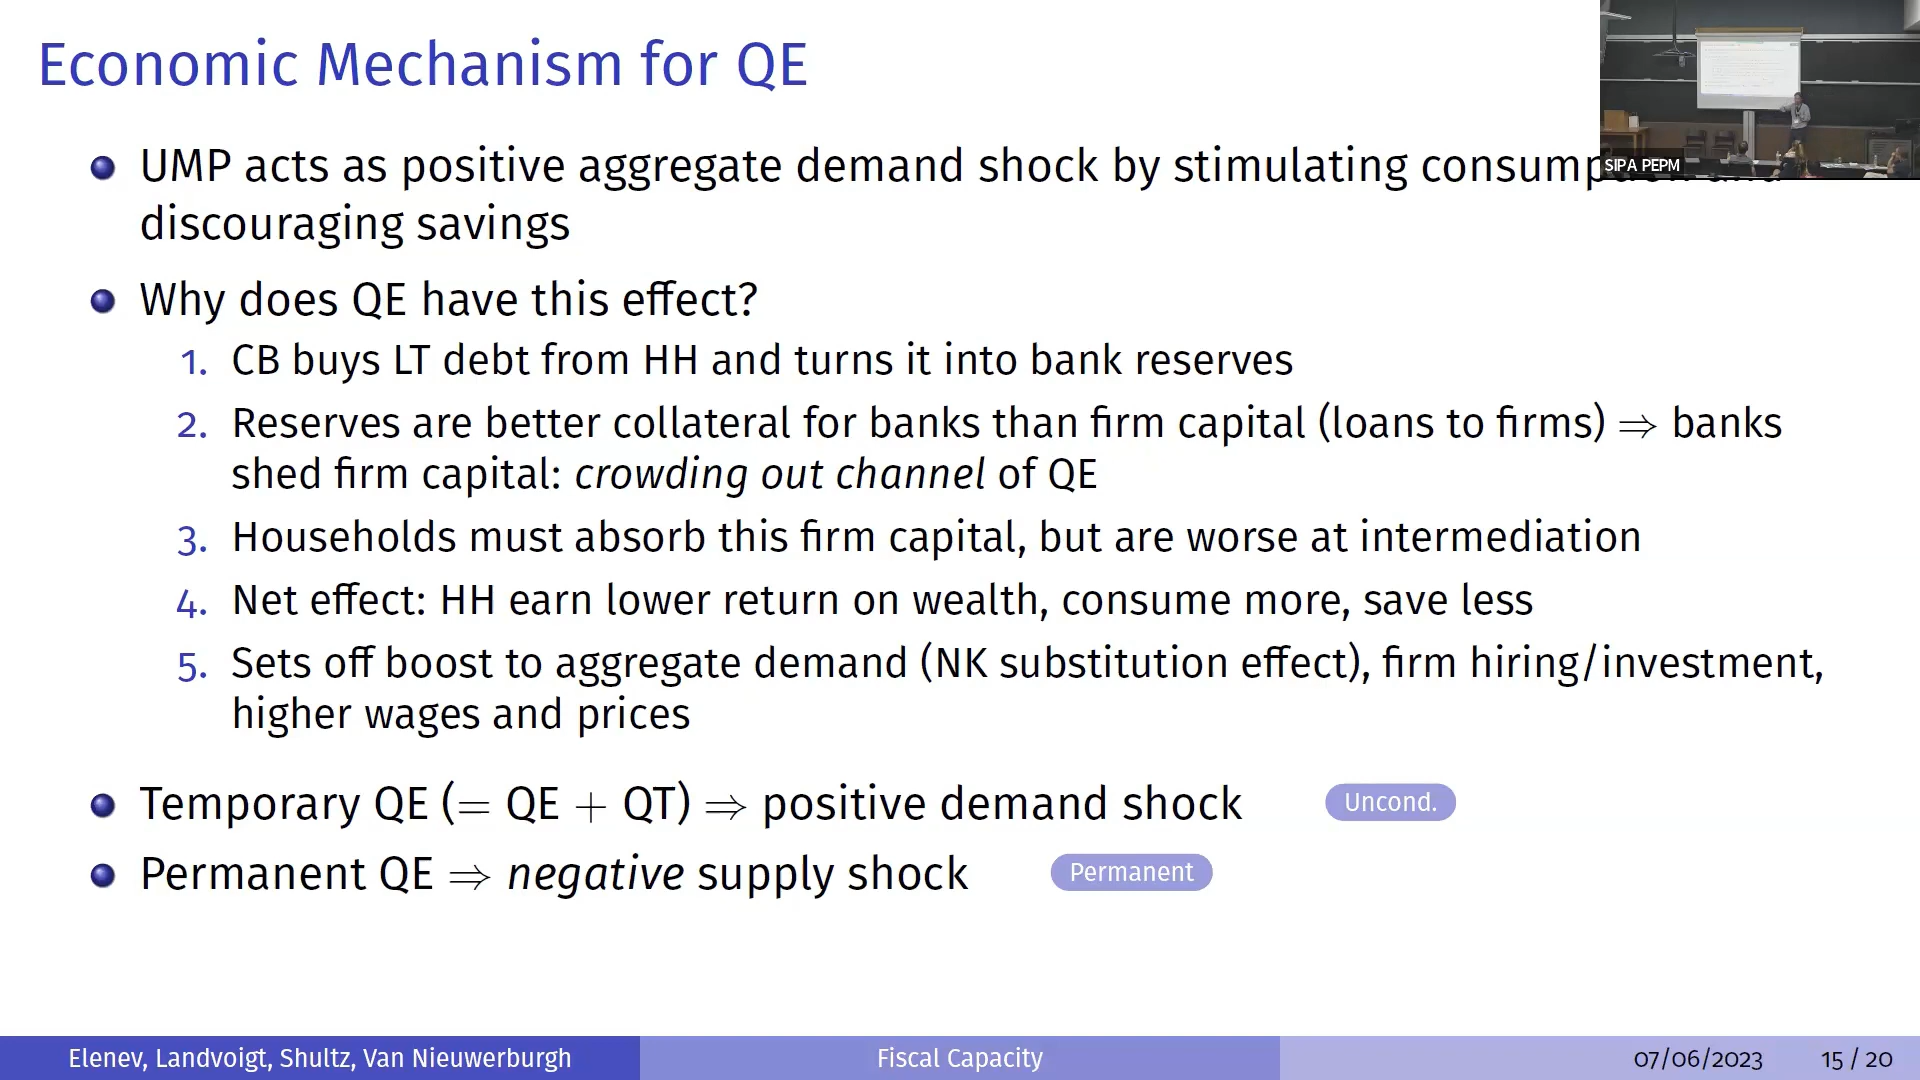 Economic Mechanism for QE
UMP acts as positive aggregate demand shock by stimulating
discouraging savings
Why does QE have this effect?
1. CB buys LT debt from HH and turns it into bank reserves
2. Reserves are better collateral for banks than firm capital (loans to firms) ⇒ banks
shed firm capital: crowding out channel of QE
3. Households must absorb this firm capital, but are worse at intermediation
4. Net effect: HH earn lower return on wealth, consume more, save less
5. Sets off boost to aggregate demand (NK substitution effect), firm hiring/investment,
higher wages and prices
Temporary QE (= QE + QT) ⇒ positive demand shock Uncond.
Permanent QE ⇒ negative supply shock Permanent
SIPA PEPM
Elenev, Landvoigt, Shultz, Van Nieuwerburgh Fiscal Capacity 07/06/2023 15 / 20